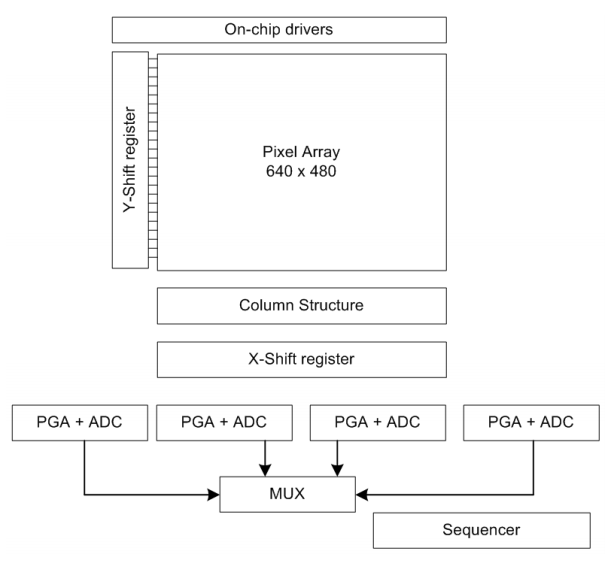 On-chip drivers
Y-Shift register
Pixel Array
640 x 480
Column Structure
X-Shift register
PGA + ADC
PGA + ADC
PGA + ADC
PGA + ADC
MUX
Sequencer